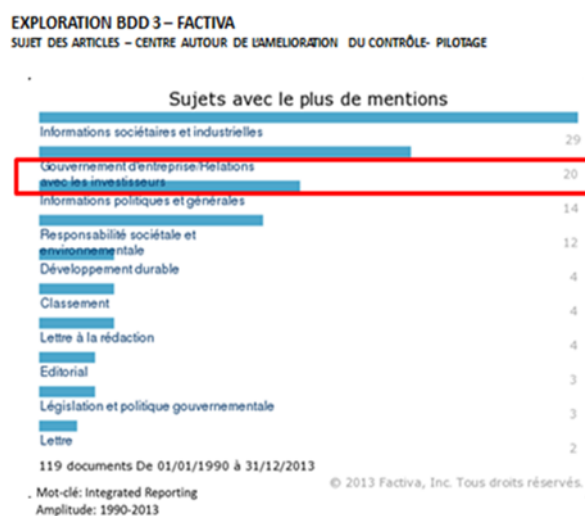 EXPLORATION BDD 3 – FACTIVA
SUJET DES ARTICLES – CENTRE AUTOUR DE L'AMELIORATION DU CONTRÔLE- PILOTAGE
Sujets avec le plus de mentions
Informations sociétaires et industrielles
29
Gouvernement d'entreprise/Relations
avec les investisseurs
20
Informations politiques et générales
14
Responsabilité sociétale et
environnementale
12
Développement durable
4
Classement
4
Lettre à la rédaction
4
Editorial
3
Législation et politique gouvernementale
3
Lettre
2
119 documents De 01/01/1990 à 31/12/2013
© 2013 Factiva, Inc. Tous droits réservés.
. Mot-clé: Integrated Reporting
Amplitude: 1990-2013